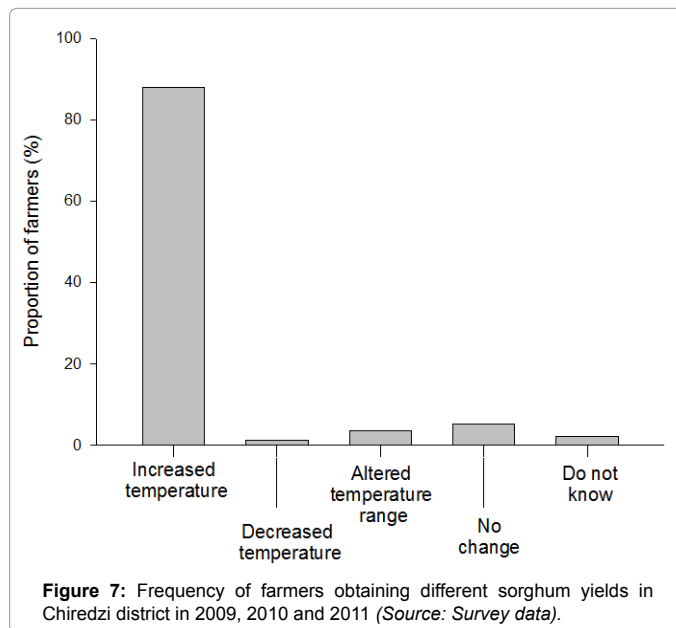 100
80
60
40
20
0
Proportion of farmers (%)
Increased
temperature
Decreased
temperature
Altered
temperature
range
No
change
Do not
know
Figure 7: Frequency of farmers obtaining different sorghum yields in
Chiredzi district in 2009, 2010 and 2011 (Source: Survey data).